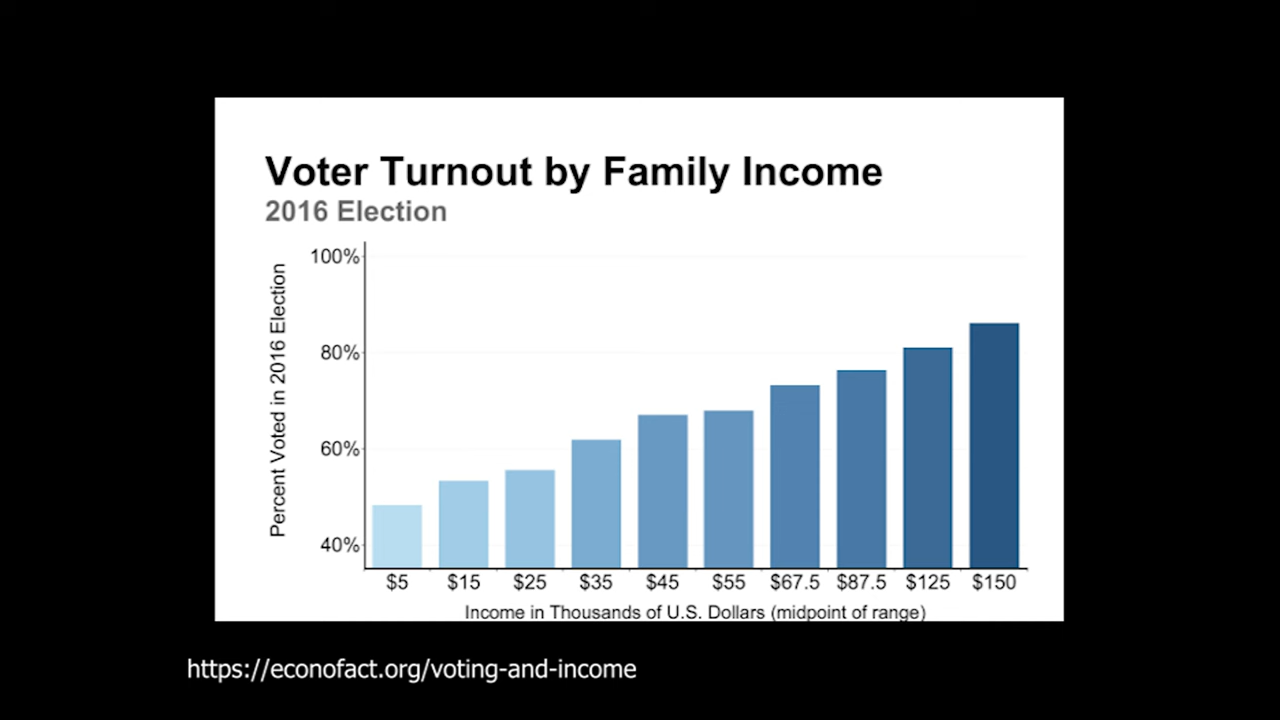 Voter Turnout by Family Income
2016 Election
Percent Voted in 2016 Election
100%
80%
60%
40%
$5 $15 $25 $35 $45 $55 $67.5 $87.5 $125 $150
Income in Thousands of U.S. Dollars (midpoint of range)
https://econofact.org/voting-and-income